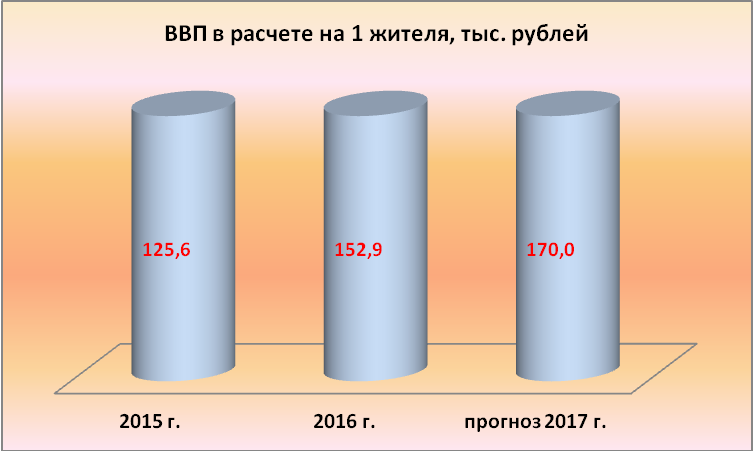 ВВП в расчете на 1 жителя, тыс. рублей
125,6 152,9 170,0
2015 г. 2016 г. прогноз 2017 г.